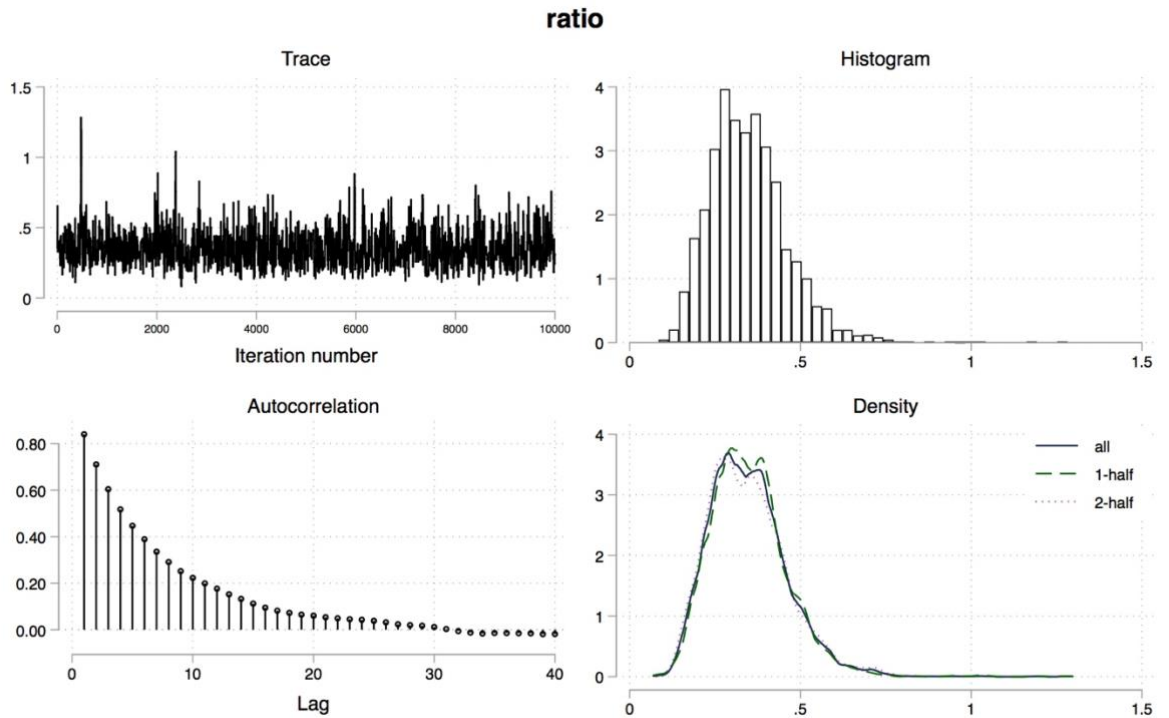 ratio
Trace
1.5
1
.5
0
0 2000 4000 6000 8000 10000
Iteration number
Histogram
4
3
2
1
0
0 .5 1 1.5
Autocorrelation
0.80
0.60
0.40
0.20
0.00
0 10 20 30 40
Lag
Density
4
3
2
1
0
0 .5 1 1.5
all
1-half
2-half